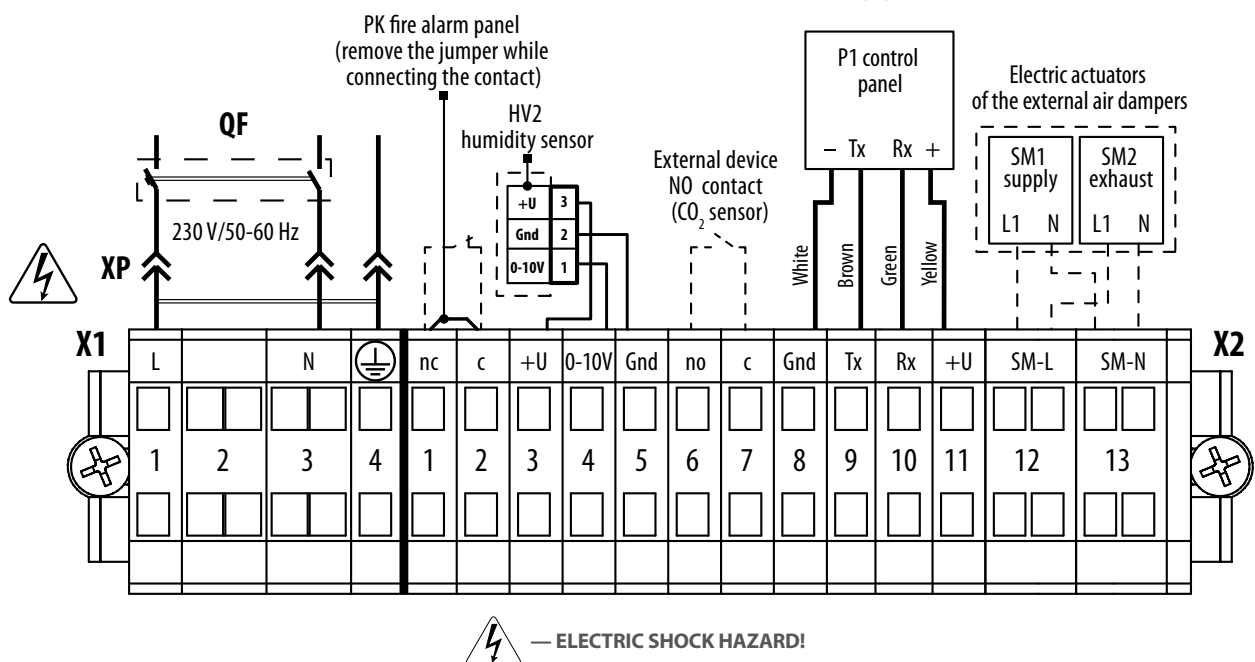 PK fire alarm panel
(remove the jumper while
connecting the contact)
QF
230 V/50-60 Hz
XP
HV2
humidity sensor
+U 3
Gnd 2
0-10V 1
External device
NO contact
(CO2 sensor)
P1 control
panel
– Tx Rx +
White
Brown
Green
Yellow
Electric actuators
of the external air dampers
SM1
supply
L1 N
SM2
exhaust
L1 N
X1
X2
L N nc c +U 0-10V Gnd no c Gnd Tx Rx +U SM-L SM-N
1 2 3 4 1 2 3 4 5 6 7 8 9 10 11 12 13
— ELECTRIC SHOCK HAZARD!